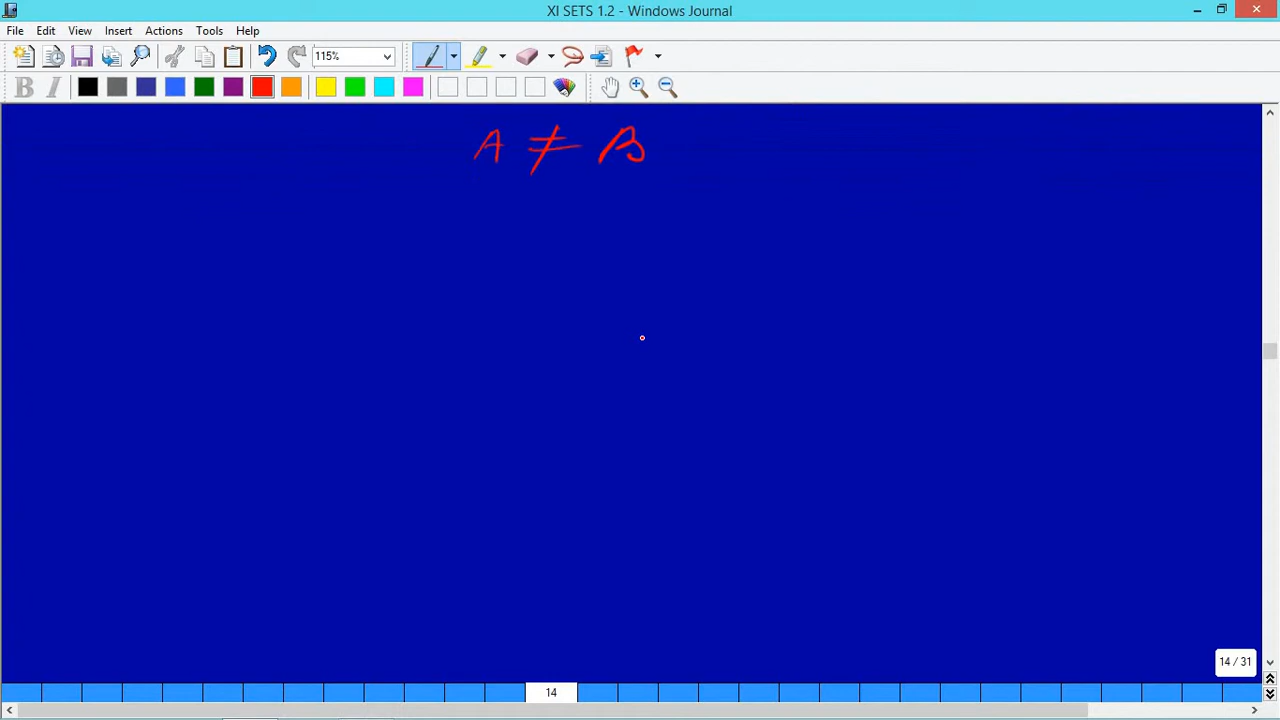 XI SETS 1.2 - Windows Journal
File Edit View Insert Actions Tools Help
115%
B I
A ≠ B
14 / 31
14